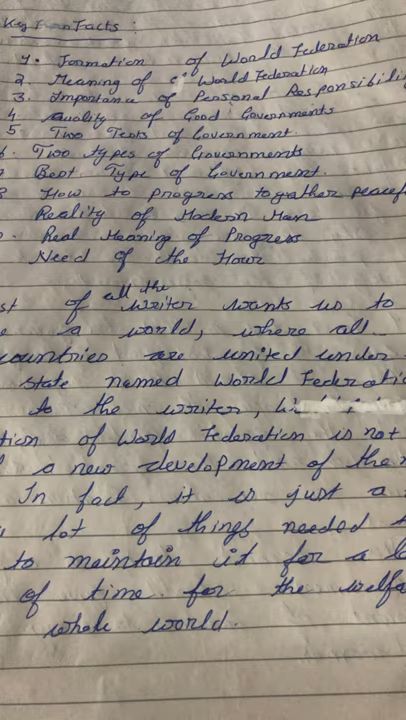 Key Facts :
1. Formation of World Federation
2. Meaning of World Federation
3. Importance of Personal Responsibili
4 Quality of Good Governments
5 Two Tests of Government.
6. Two types of Governments
Best Type of Government.
How to progress togather peacef
Reality of Modern Man
Real Meaning of Progress
Need of the Hour
st of all the writer wants us to
a world, where all
countries are united under
state named World Federatio
to the writer,
tion of World Federation is not
a new development of the
In fact, it is just a
lot of things needed
to maintain it for a l
of time for the welfa
whole world.